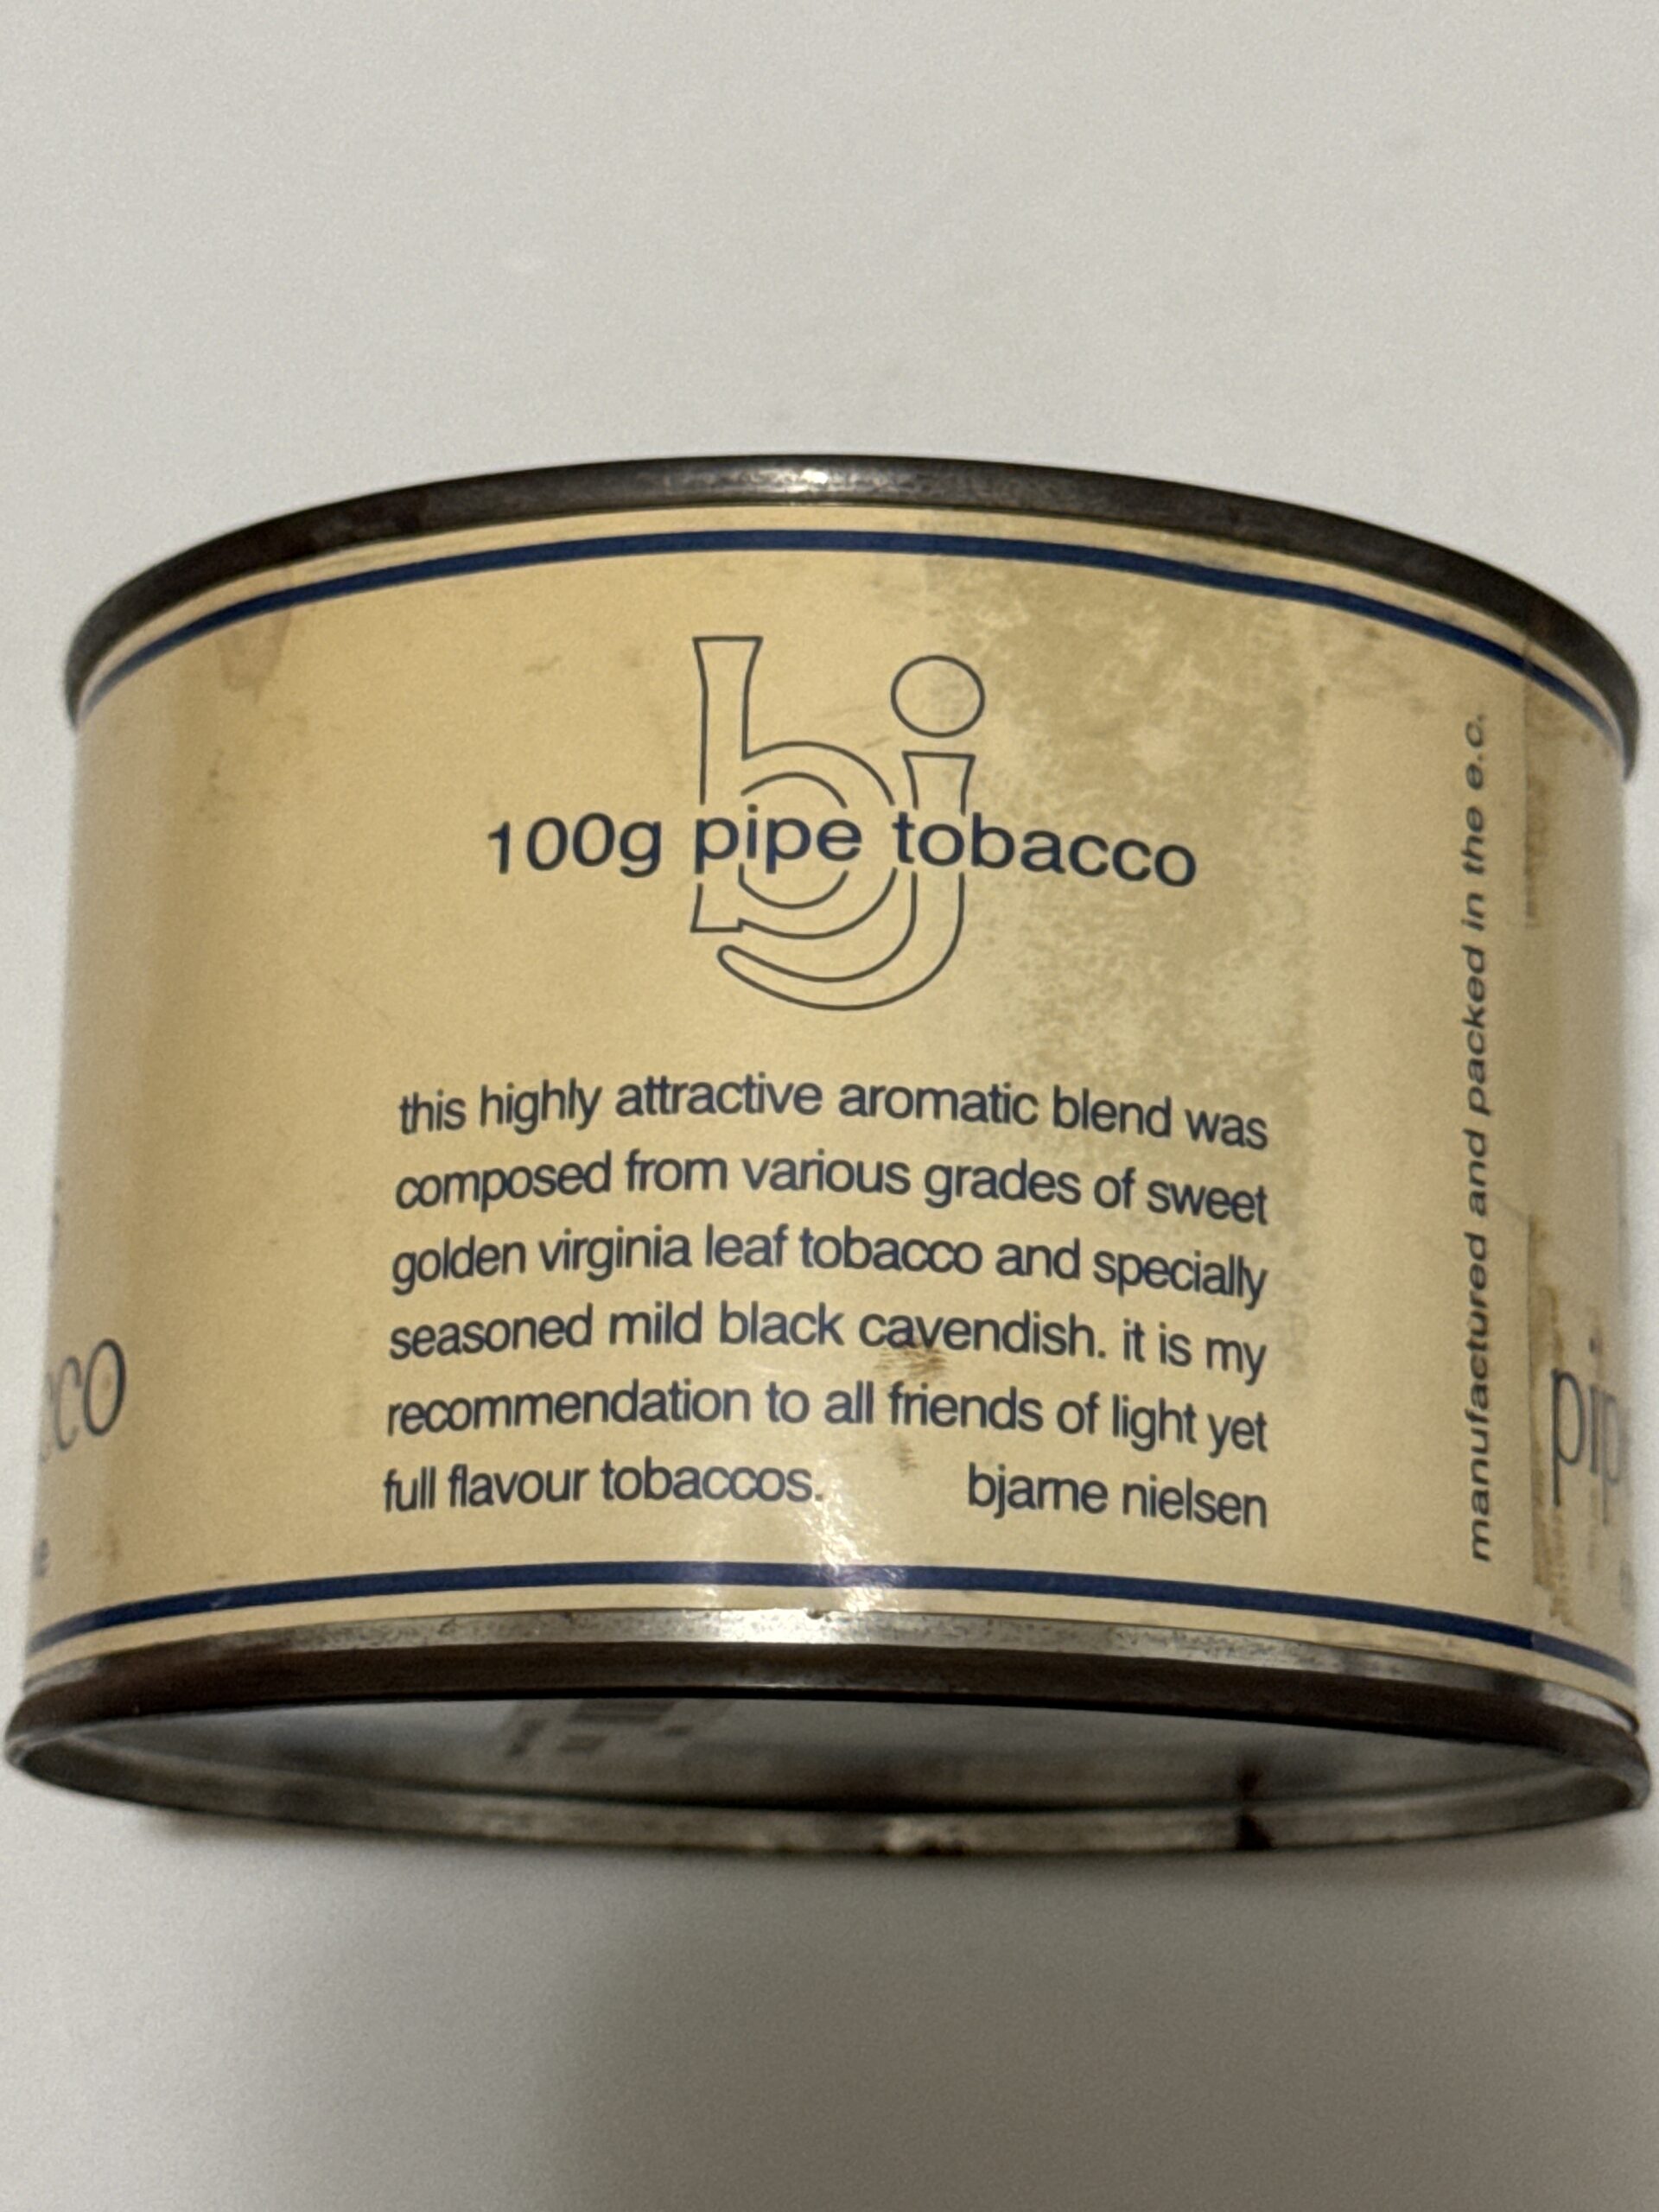 bj
100g pipe tobacco
this highly attractive aromatic blend was
composed from various grades of sweet
golden virginia leaf tobacco and specially
seasoned mild black cavendish. it is my
recommendation to all friends of light yet
full flavour tobaccos. bjarne nielsen
manufactured and packed in the e.c.